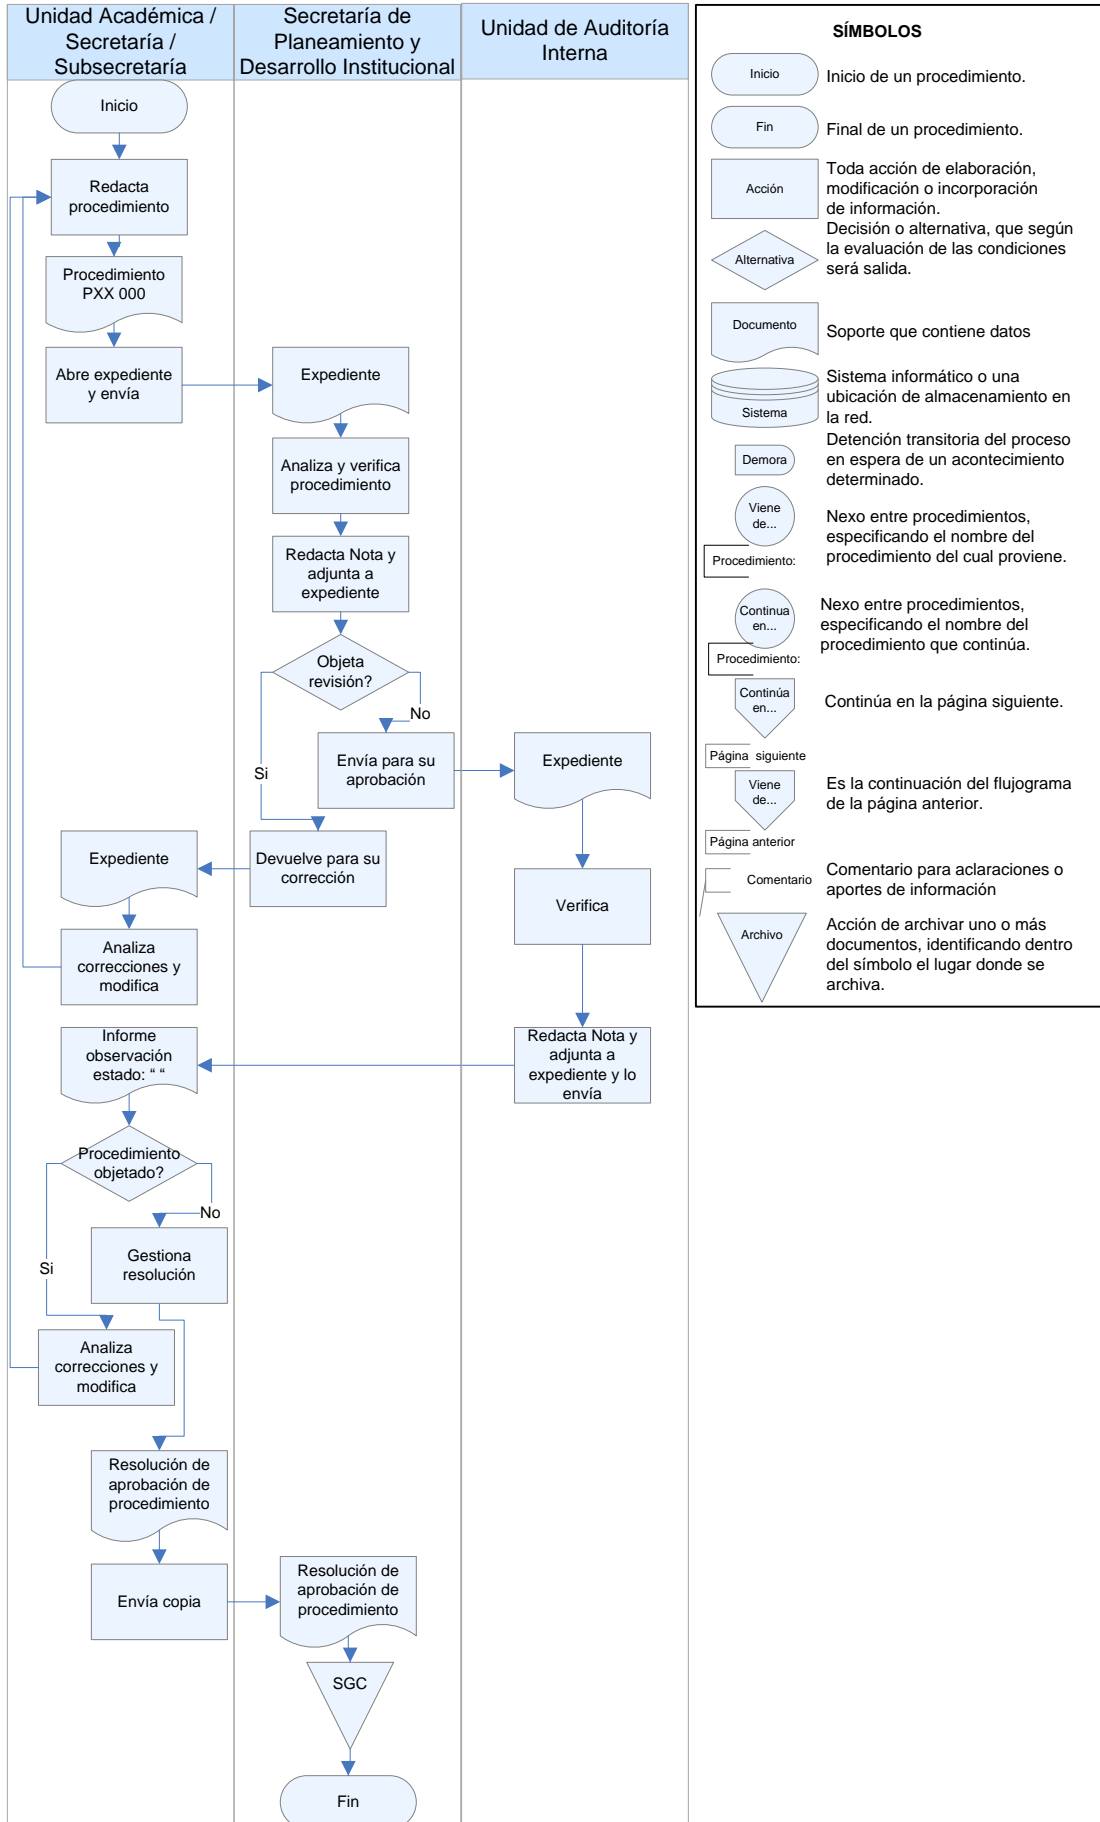 Unidad Académica /
Secretaría /
Subsecretaría
Secretaría de
Planeamiento y
Desarrollo Institucional
Unidad de Auditoría
Interna
Inicio
Redacta
procedimiento
Procedimiento
PXX 000
Abre expediente
y envía
Expediente
Analiza y verifica
procedimiento
Redacta Nota y
adjunta a
expediente
Objeta
revisión?
No
Si
Envía para su
aprobación
Expediente
Devuelve para su
corrección
Expediente
Verifica
Analiza
correcciones y
modifica
Redacta Nota y
adjunta a
expediente y lo
envía
Informe
observación
estado: “ “
Procedimiento
objetado?
No
Si
Gestiona
resolución
Analiza
correcciones y
modifica
Resolución de
aprobación de
procedimiento
Envía copia
Resolución de
aprobación de
procedimiento
SGC
Fin
SÍMBOLOS
Inicio
Inicio de un procedimiento.
Fin
Final de un procedimiento.
Acción
Toda acción de elaboración,
modificación o incorporación
de información.
Alternativa
Decisión o alternativa, que según
la evaluación de las condiciones
será salida.
Documento
Soporte que contiene datos
Sistema
Sistema informático o una
ubicación de almacenamiento en
la red.
Demora
Detención transitoria del proceso
en espera de un acontecimiento
determinado.
Viene
de...
Procedimiento:
Nexo entre procedimientos,
especificando el nombre del
procedimiento del cual proviene.
Continua
en...
Procedimiento:
Nexo entre procedimientos,
especificando el nombre del
procedimiento que continúa.
Continúa
en...
Página siguiente
Continúa en la página siguiente.
Viene
de...
Página anterior
Es la continuación del flujograma
de la página anterior.
Comentario
Comentario para aclaraciones o
aportes de información
Archivo
Acción de archivar uno o más
documentos, identificando dentro
del símbolo el lugar donde se
archiva.